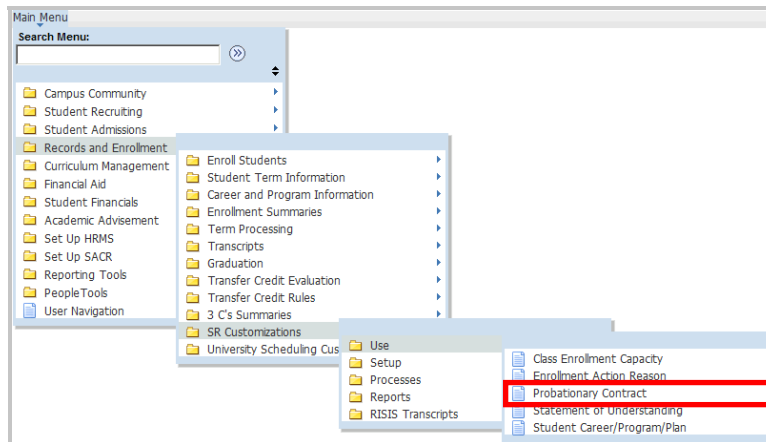 Main Menu
Search Menu:
Campus Community
Student Recruiting
Student Admissions
Records and Enrollment
Curriculum Management
Financial Aid
Student Financials
Academic Advisement
Set Up HRMS
Set Up SACR
Reporting Tools
PeopleTools
User Navigation
Enroll Students
Student Term Information
Career and Program Information
Enrollment Summaries
Term Processing
Transcripts
Graduation
Transfer Credit Evaluation
Transfer Credit Rules
3 C's Summaries
SR Customizations
University Scheduling Cus
Use
Setup
Processes
Reports
RISIS Transcripts
Class Enrollment Capacity
Enrollment Action Reason
Probationary Contract
Statement of Understanding
Student Career/Program/Plan